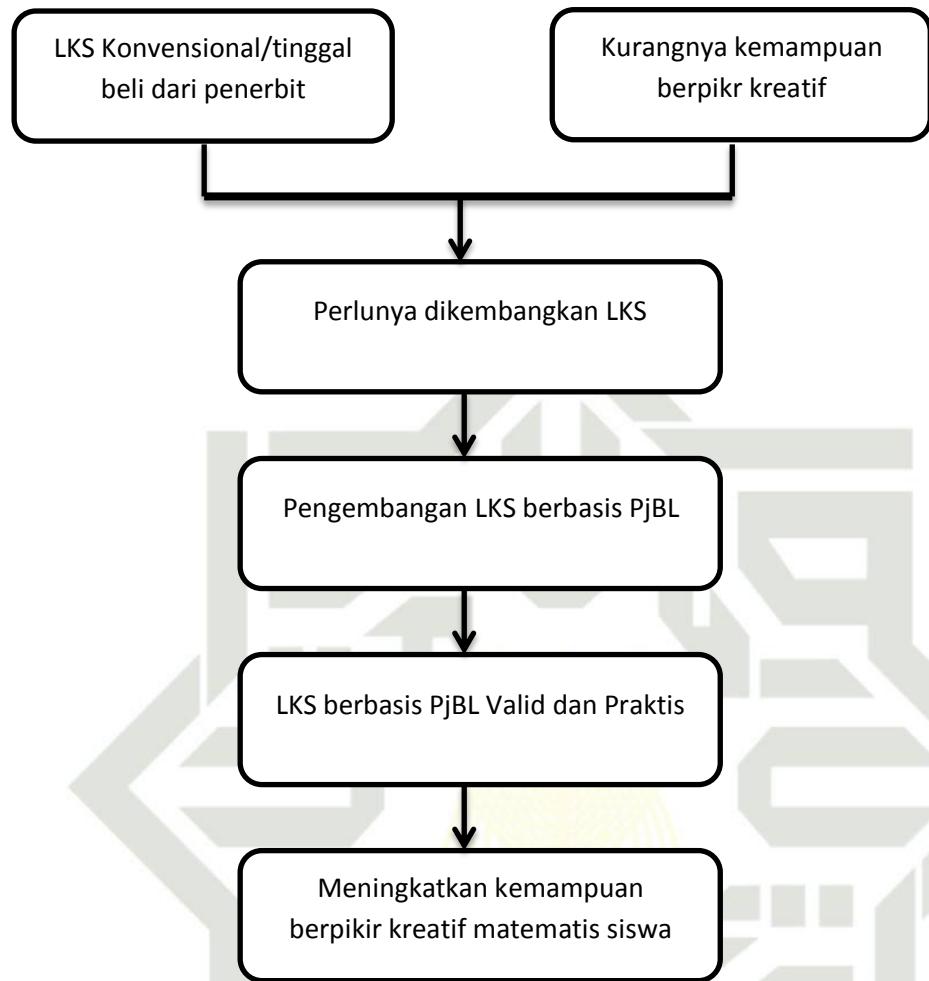 LKS Konvensional/tinggal
beli dari penerbit
Kurangnya kemampuan
berpikr kreatif
Perlunya dikembangkan LKS
Pengembangan LKS berbasis PjBL
LKS berbasis PjBL Valid dan Praktis
Meningkatkan kemampuan
berpikir kreatif matematis siswa